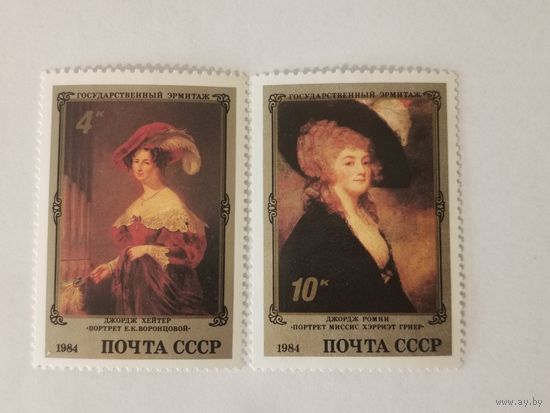 ГОСУДАРСТВЕННЫЙ ЭРМИТАЖ
4к
ДЖОРДЖ ХЕЙТЕР
«ПОРТРЕТ Е.К.ВОРОНЦОВОЙ»
1984 ПОЧТА СССР
ГОСУДАРСТВЕННЫЙ ЭРМИТАЖ
10к
ДЖОРДЖ РОМНИ
«ПОРТРЕТ МИССИС ХЭРРИЭТ ГРИЕР»
1984 ПОЧТА СССР
© ay.by